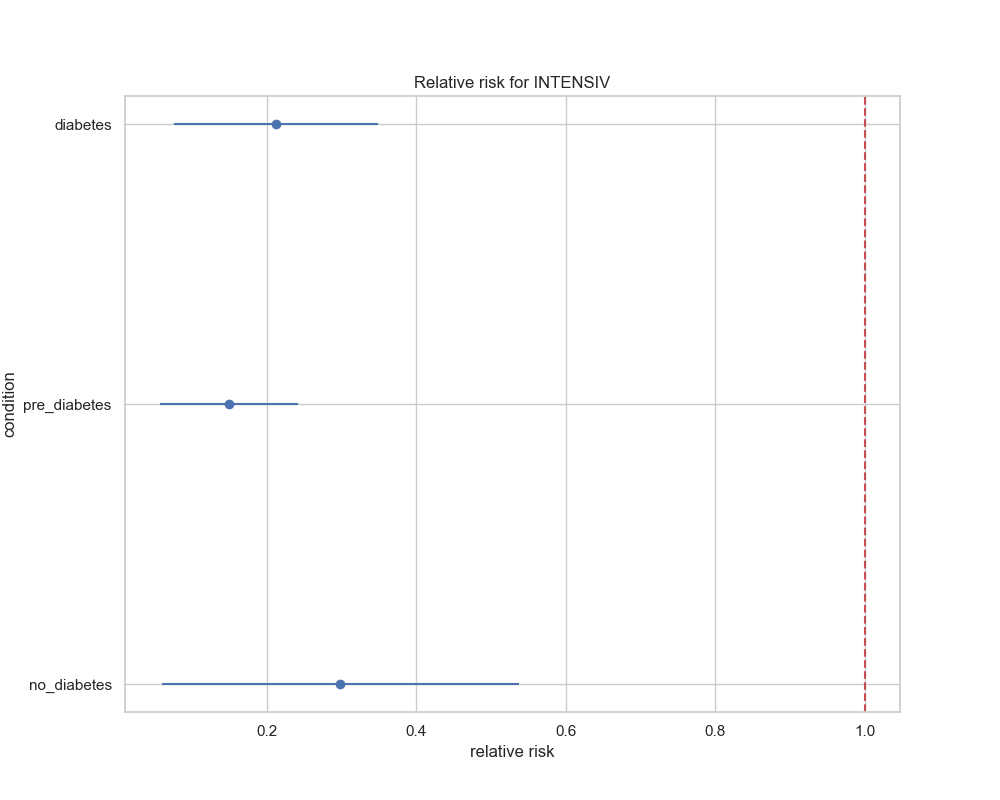 Relative risk for INTENSIV
diabetes
pre_diabetes
no_diabetes
condition
0.2 0.4 0.6 0.8 1.0
relative risk